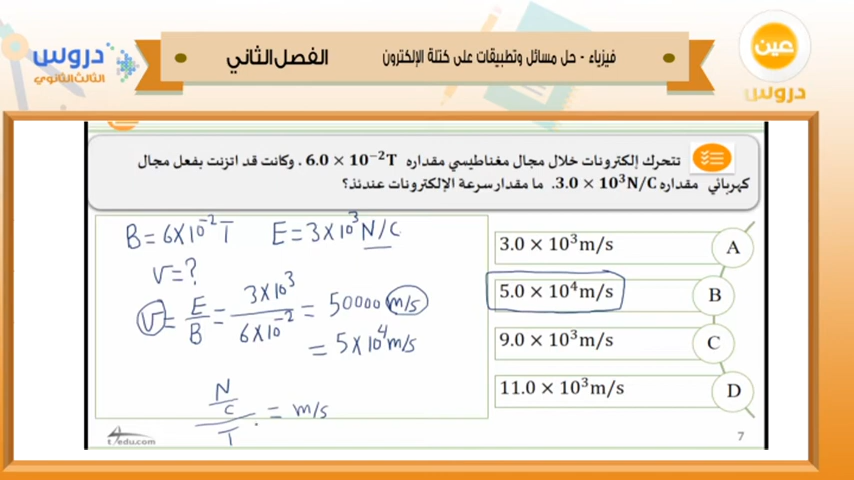 دروس
الثالث الثانوي
الفصل الثاني
فيزياء - حل مسائل وتطبيقات على كتلة الإلكترون
عين
دروس
تتحرك إلكترونات خلال مجال مغناطيسي مقداره 6.0 × 10⁻²T . وكانت قد اتزنت بفعل مجال
كهربائي مقداره 3.0 × 10³N/C. ما مقدار سرعة الإلكترونات عندئذ؟
B = 6×10⁻² T E = 3×10³ N/C
v = ?
v = E/B = 3×10³ / 6×10⁻² = 50000 m/s
= 5×10⁴ m/s
N/C / T = m/s
3.0 × 10³m/s A
5.0 × 10⁴m/s B
9.0 × 10³m/s C
11.0 × 10³m/s D
t4edu.com
7